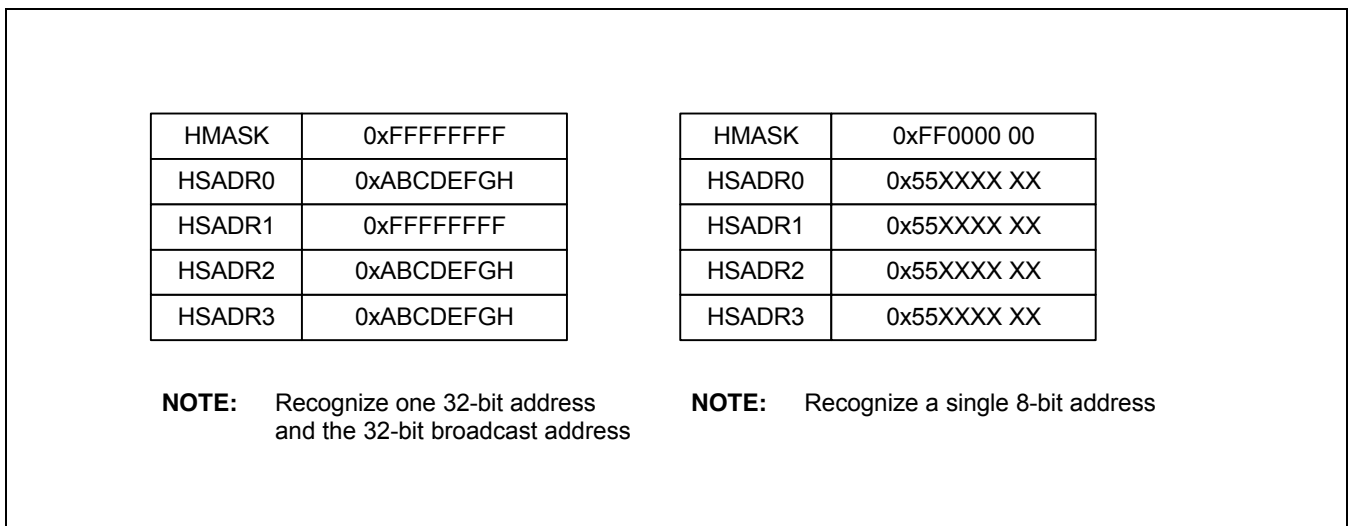 HMASK 0xFFFFFFFF
HSADR0 0xABCDEFGH
HSADR1 0xFFFFFFFF
HSADR2 0xABCDEFGH
HSADR3 0xABCDEFGH
NOTE: Recognize one 32-bit address
and the 32-bit broadcast address
HMASK 0xFF0000 00
HSADR0 0x55XXXX XX
HSADR1 0x55XXXX XX
HSADR2 0x55XXXX XX
HSADR3 0x55XXXX XX
NOTE: Recognize a single 8-bit address